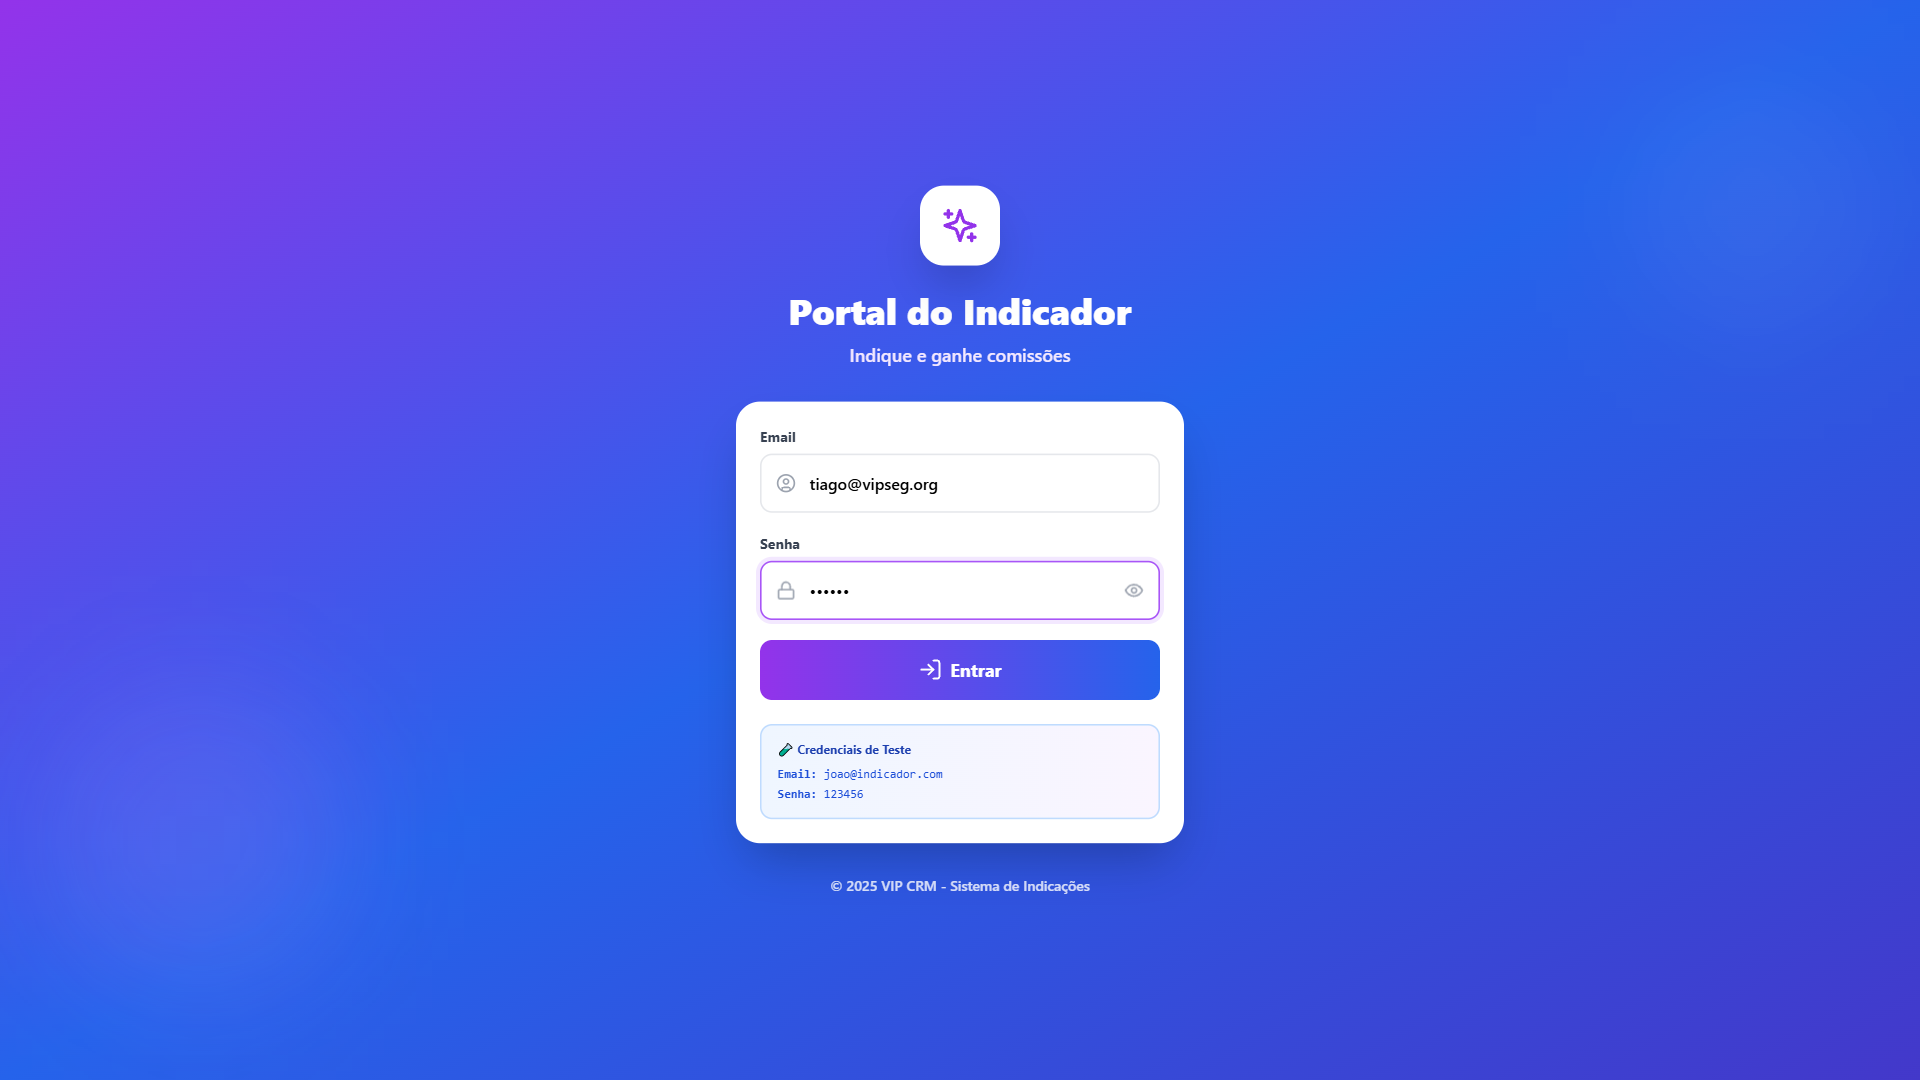 Portal do Indicador
Indique e ganhe comissões
Email
tiago@vipseg.org
Senha
••••••
Entrar
🧪 Credenciais de Teste
Email: joao@indicador.com
Senha: 123456
© 2025 VIP CRM - Sistema de Indicações